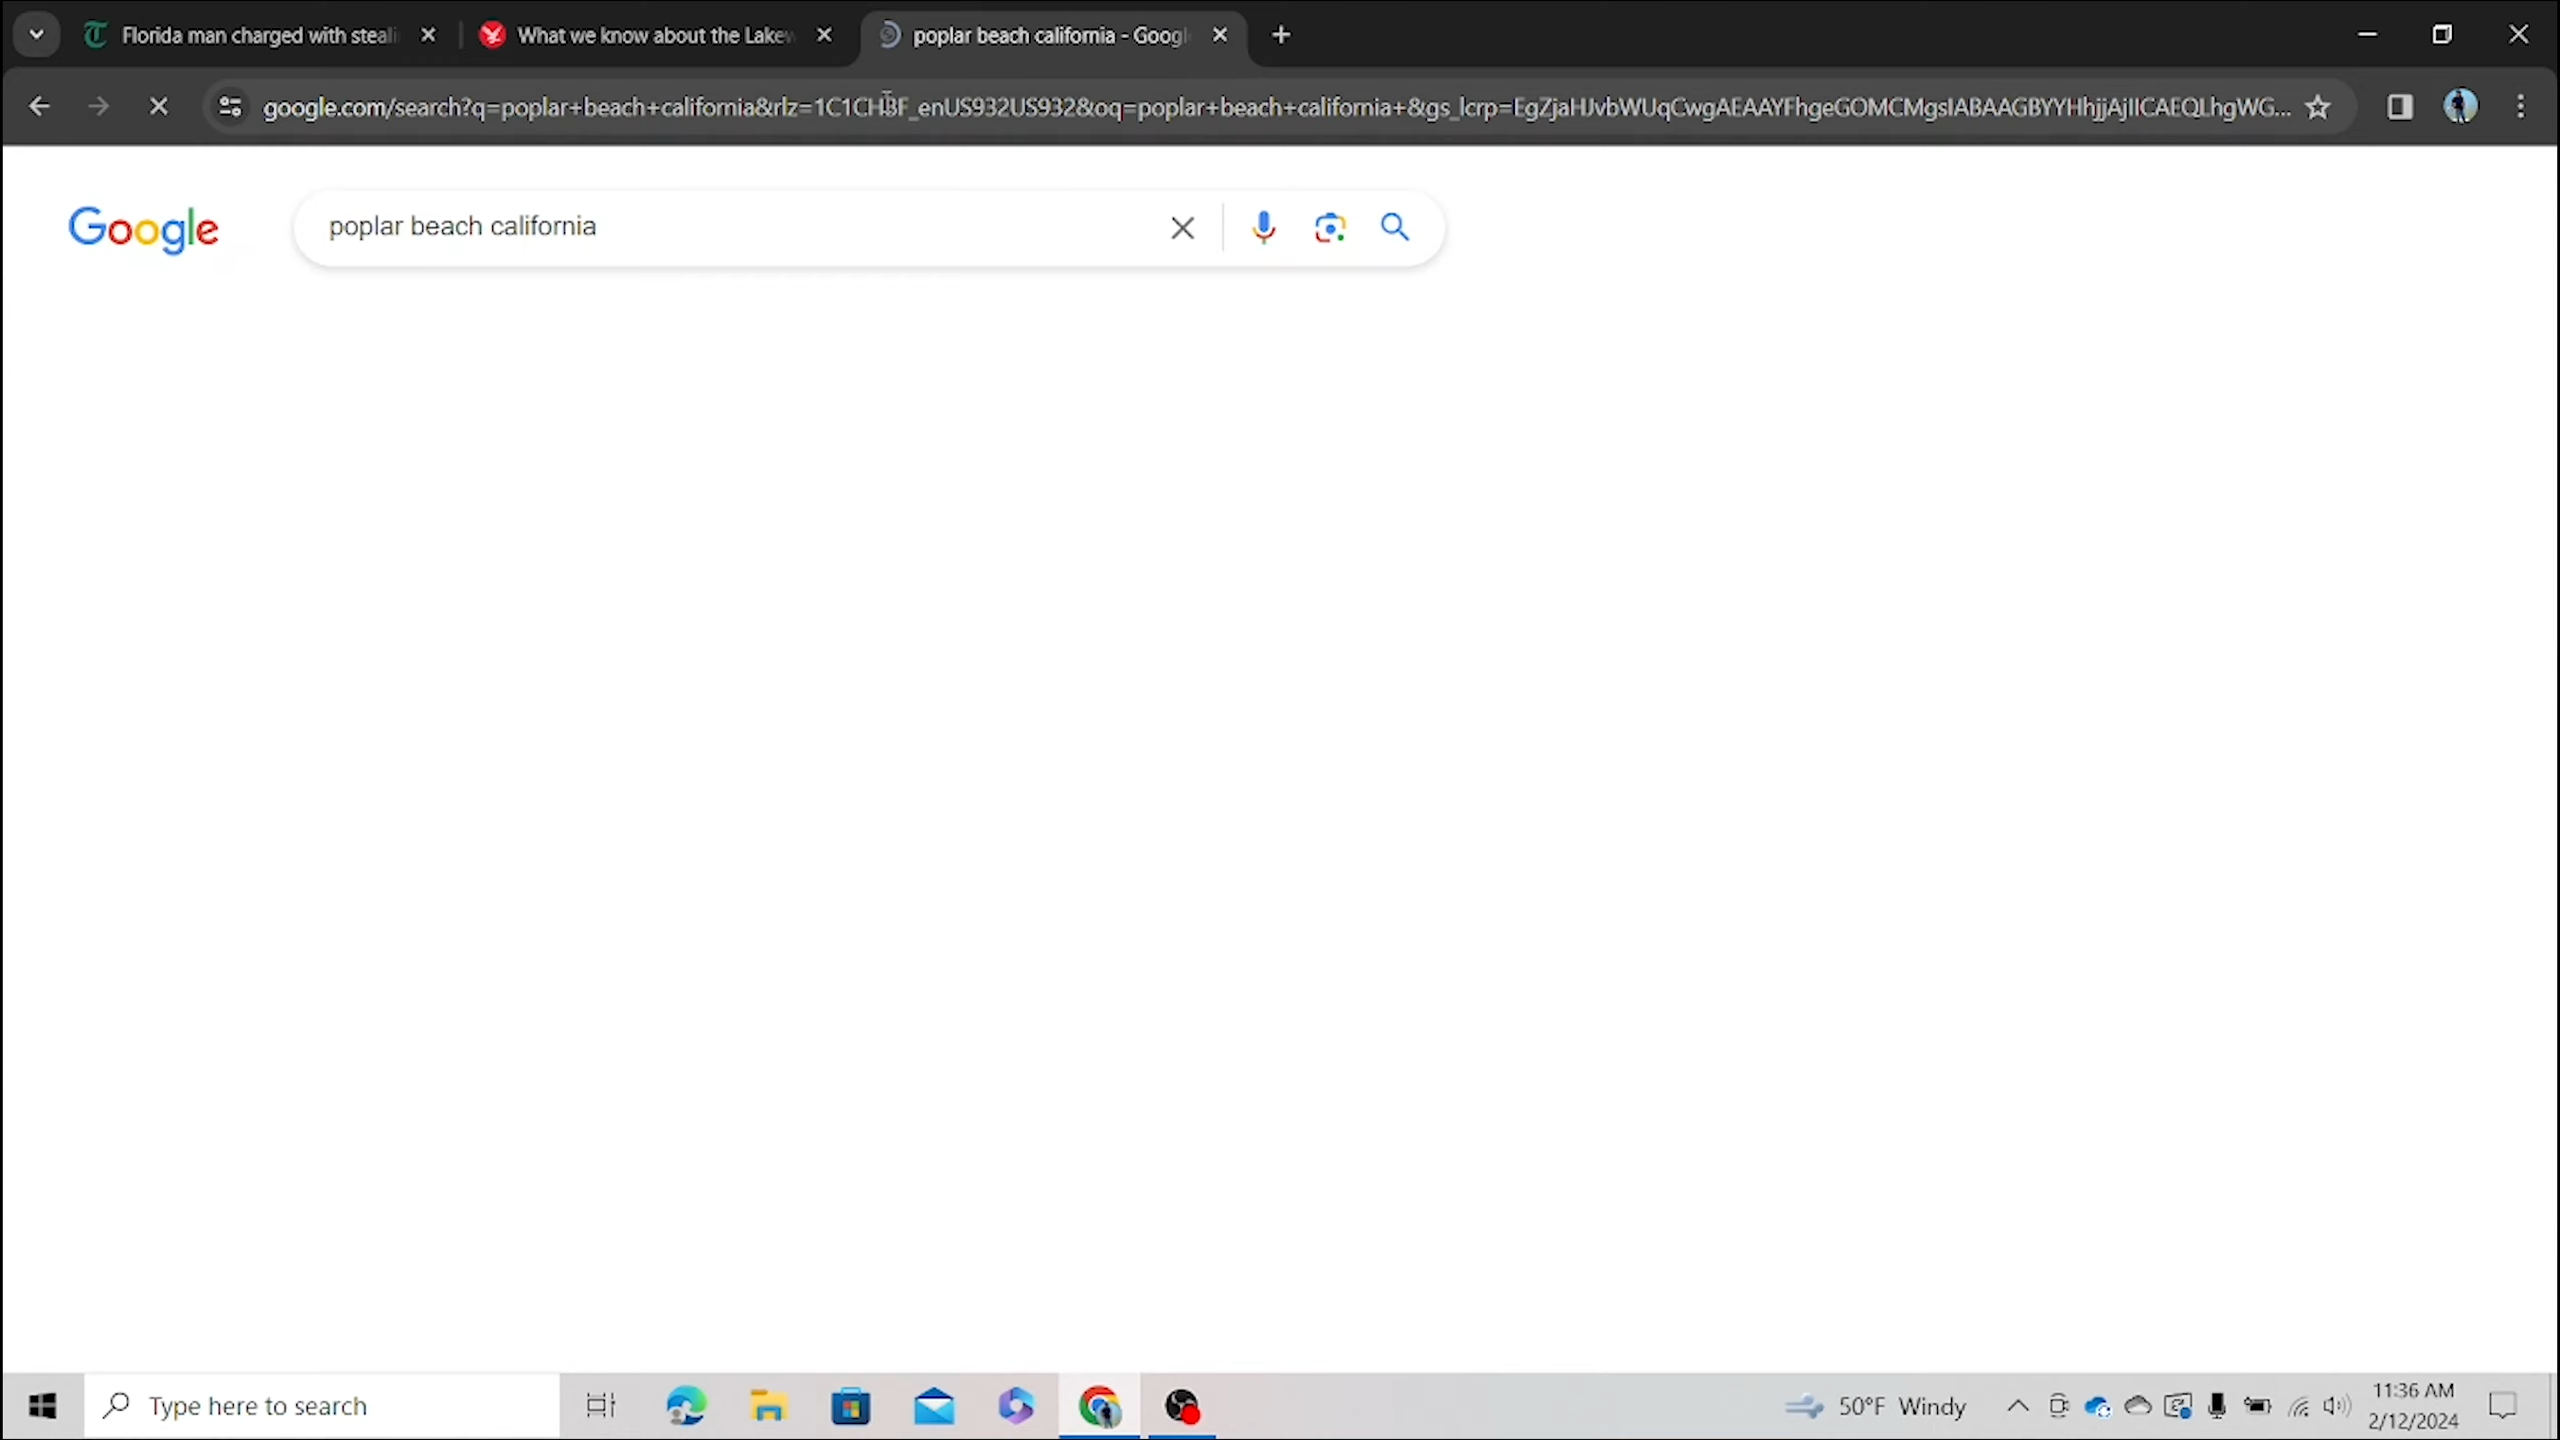 Florida man charged with steali
What we know about the Lakew
poplar beach california - Googl
google.com/search?q=poplar+beach+california&rlz=1C1CHBF_enUS932US932&oq=poplar+beach+california+&gs_lcrp=EgZjaHJvbWUqCwgAEAAYFhgeGOMCMgsIABAAGBYYHhjjAjIICAEQLhgWG...
Google
poplar beach california
Type here to search
50°F Windy
11:36 AM
2/12/2024